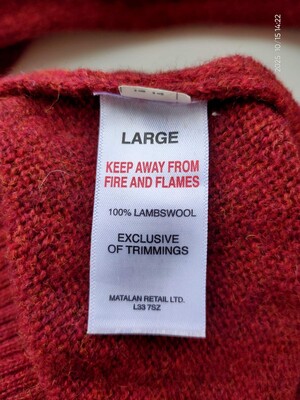 LARGE
KEEP AWAY FROM
FIRE AND FLAMES
100% LAMBSWOOL
EXCLUSIVE
OF TRIMMINGS
MATALAN RETAIL LTD.
L33 7SZ